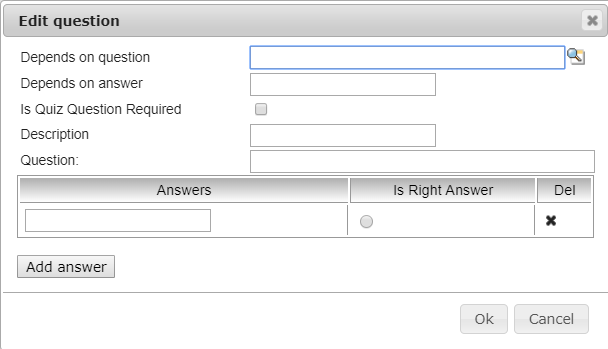 Edit question
Depends on question
Depends on answer
Is Quiz Question Required
Description
Question:
Answers Is Right Answer Del
Add answer
Ok Cancel